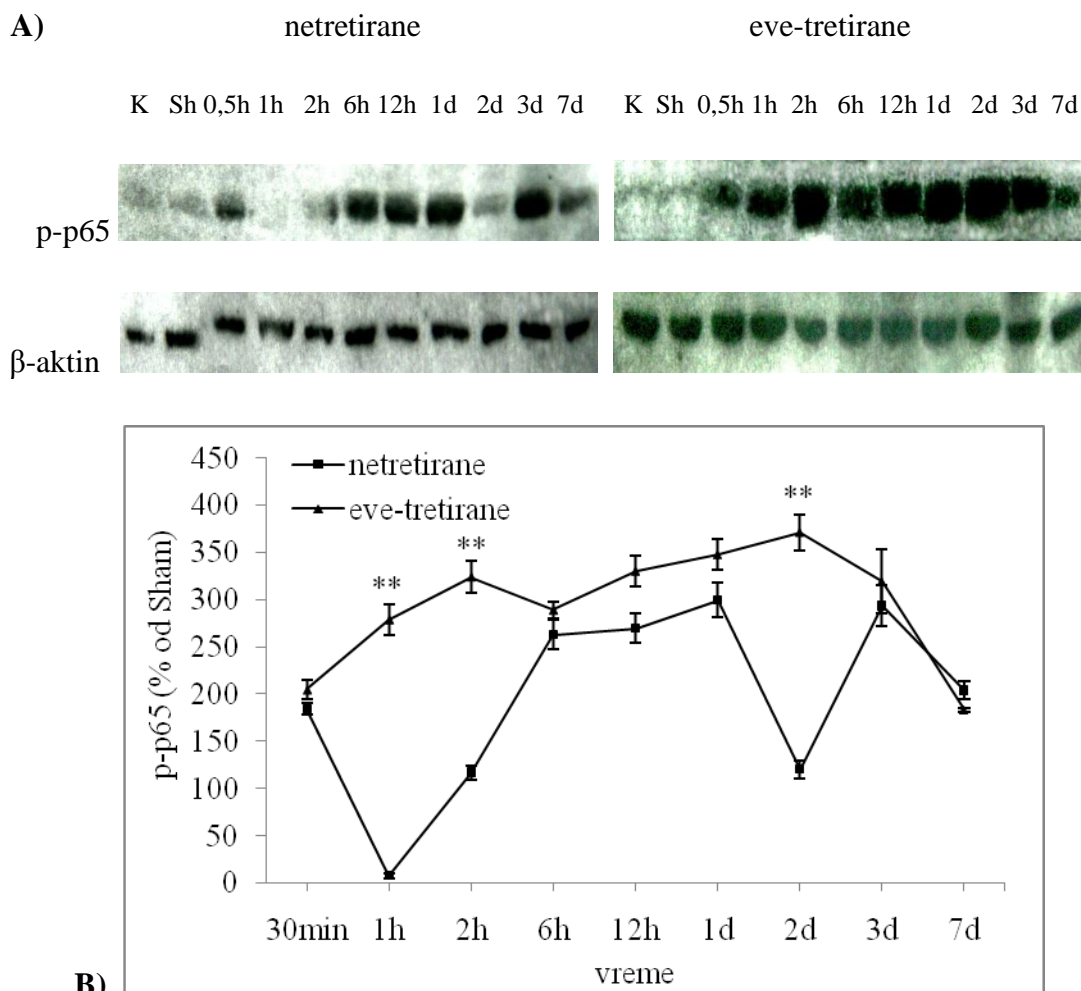 A) netretirane eve-tretirane
K Sh 0,5h 1h 2h 6h 12h 1d 2d 3d 7d K Sh 0,5h 1h 2h 6h 12h 1d 2d 3d 7d
p-p65
β-aktin
450
400
350
300
250
200
150
100
50
0
p-p65 (% od Sham)
netretirane
eve-tretirane
**
**
**
30min 1h 2h 6h 12h 1d 2d 3d 7d
vreme
B)